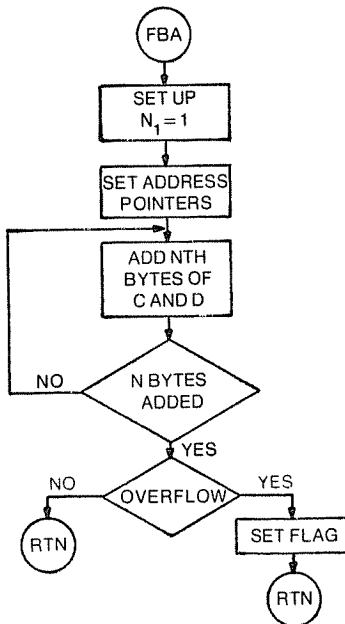 FBA
SET UP
N₁ = 1
SET ADDRESS
POINTERS
ADD NTH
BYTES OF
C AND D
NO
N BYTES
ADDED
YES
NO
OVERFLOW
YES
RTN
SET FLAG
RTN